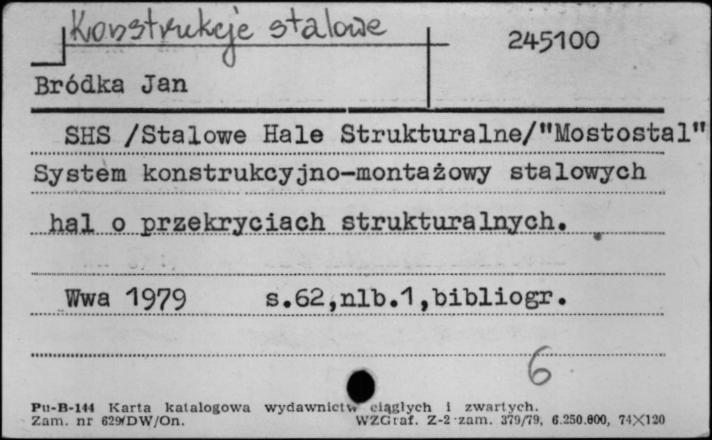 Konstrukcje stalowe
245100
Bródka Jan
SHS /Stalowe Hale Strukturalne/"Mostostal"
System konstrukcyjno-montażowy stalowych
hal o przekryciach strukturalnych.
Wwa 1979 s.62,nlb.1,bibliogr.
6
Pu-B-144 Karta katalogowa wydawnictw ciągłych i zwartych.
Zam. nr 629/DW/On. WZGraf. Z-2 zam. 379/79, 6.250.000, 74X120